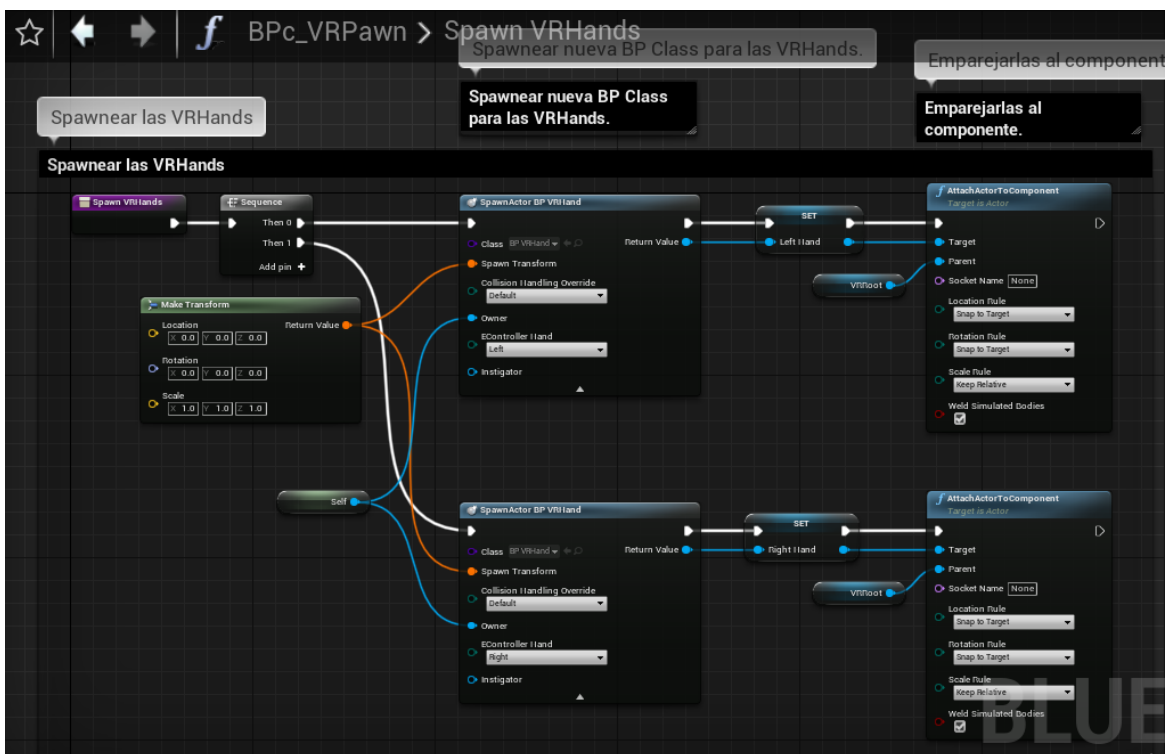 BPc_VRPawn > Spawn VRHands
Spawnear nueva BP Class para las VRHands.
Emparejarlas al component
Spawnear las VRHands
Spawnear nueva BP Class
para las VRHands.
Emparejarlas al
componente.
Spawnear las VRHands
Spawn VRHands
Sequence
Then 0
Then 1
Add pin +
Make Transform
Location
Return Value
X 0.0 Y 0.0 Z 0.0
Rotation
X 0.0 Y 0.0 Z 0.0
Scale
X 1.0 Y 1.0 Z 1.0
Self
SpawnActor BP VRHand
Class BP VRHand
Return Value
Spawn Transform
Collision Handling Override
Default
Owner
EController Hand
Left
Instigator
SET
Left Hand
VRRoot
AttachActorToComponent
Target is Actor
Target
Parent
Socket Name None
Location Rule
Snap to Target
Rotation Rule
Snap to Target
Scale Rule
Keep Relative
Weld Simulated Bodies
SpawnActor BP VRHand
Class BP VRHand
Return Value
Spawn Transform
Collision Handling Override
Default
Owner
EController Hand
Right
Instigator
SET
Right Hand
VRRoot
AttachActorToComponent
Target is Actor
Target
Parent
Socket Name None
Location Rule
Snap to Target
Rotation Rule
Snap to Target
Scale Rule
Keep Relative
Weld Simulated Bodies
BLUE